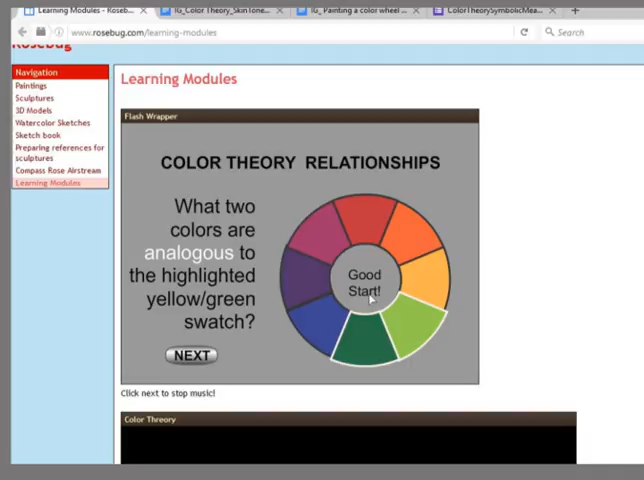 Learning Modules - Roseb...
IG_Color Theory_SkinTone...
IG_ Painting a color wheel ...
ColorTheorySymbolicMea...
www.rosebug.com/learning-modules
Search
Rosebug
Navigation
Paintings
Sculptures
3D Models
Watercolor Sketches
Sketch book
Preparing references for
sculptures
Compass Rose Airstream
Learning Modules
Learning Modules
Flash Wrapper
COLOR THEORY RELATIONSHIPS
What two
colors are
analogous to
the highlighted
yellow/green
swatch?
NEXT
Good
Start!
Click next to stop music!
Color Threory